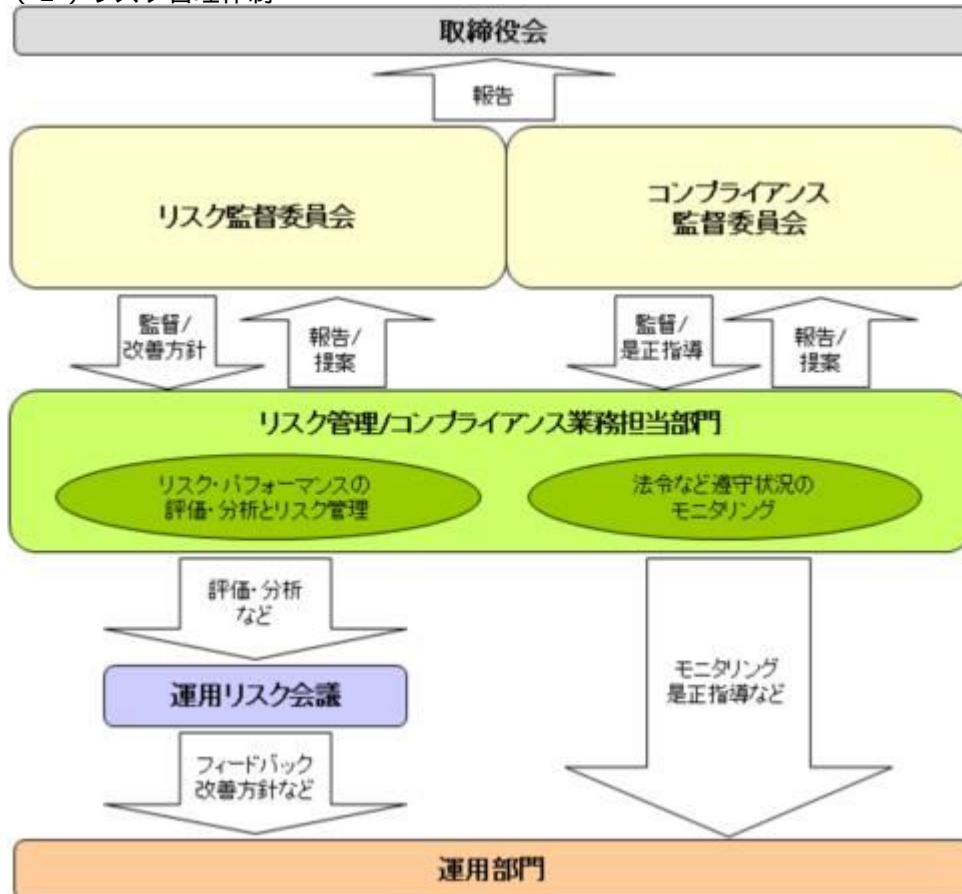 取締役会
報告
リスク監督委員会
コンプライアンス
監督委員会
監督/
改善方針
報告/
提案
監督/
是正指導
報告/
提案
リスク管理/コンプライアンス業務担当部門
リスク・パフォーマンスの
評価・分析とリスク管理
法令など遵守状況の
モニタリング
評価・分析
など
運用リスク会議
モニタリング
是正指導など
フィードバック
改善方針など
運用部門